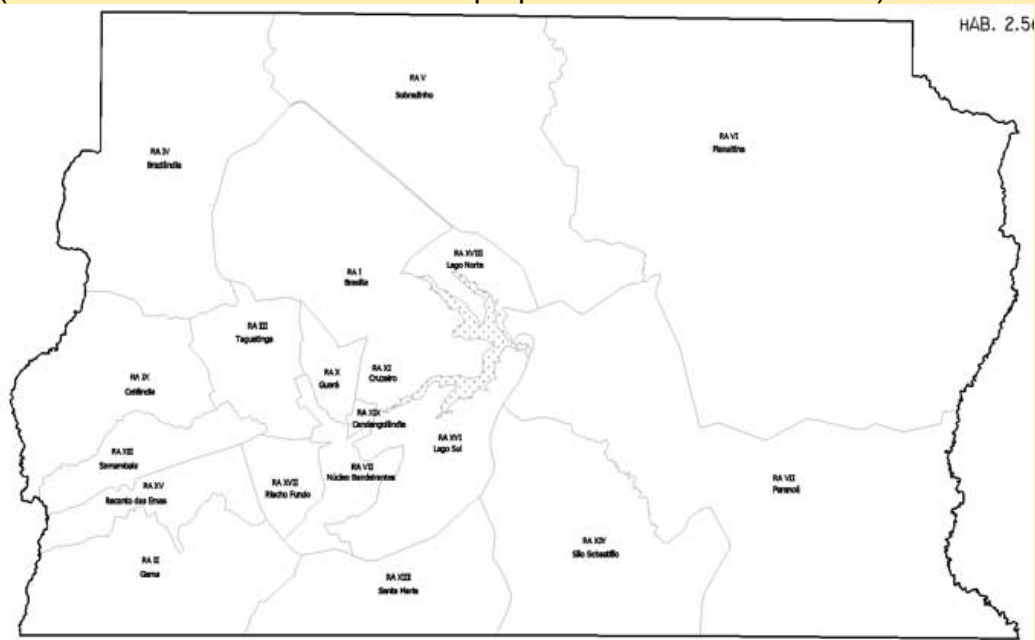 HAB. 2.5
RA V
Sobradinho
RA VI
Planaltina
RA IV
Brazlândia
RA XVIII
Lago Norte
RA I
Brasília
RA III
Taguatinga
RA X
Guará
RA XI
Cruzeiro
RA IX
Ceilândia
RA XIX
Candangolândia
RA XVI
Lago Sul
RA XIII
Samambaia
RA VII
Núcleo Bandeirantes
RA XV
Recanto das Emas
RA XVII
Riacho Fundo
RA VII
Paranoá
RA XIV
São Sebastião
RA II
Gama
RA XIII
Santa Maria